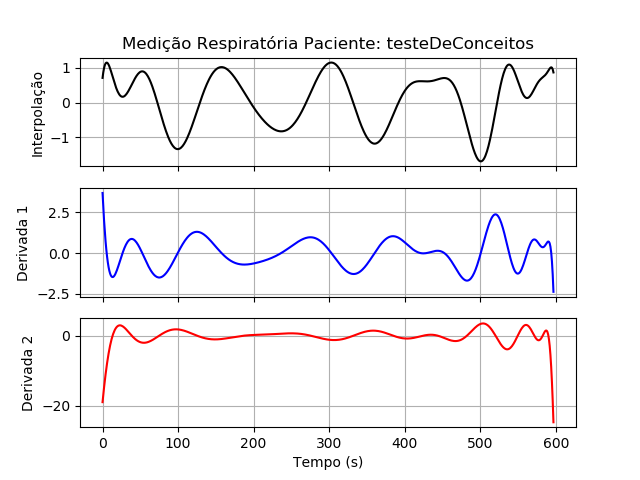 Medição Respiratória Paciente: testeDeConceitos
Interpolação
1
0
−1
Derivada 1
2.5
0.0
−2.5
Derivada 2
0
−20
0 100 200 300 400 500 600
Tempo (s)